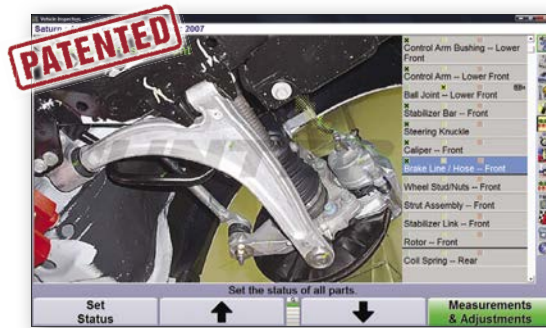 Vehicle Inspection
Saturn
2007
PATENTED
Control Arm Bushing -- Lower
Front
Control Arm -- Lower Front
Ball Joint -- Lower Front
Stabilizer Bar -- Front
Steering Knuckle
Caliper -- Front
Brake Line / Hose -- Front
Wheel Stud/Nuts -- Front
Strut Assembly -- Front
Stabilizer Link -- Front
Rotor -- Front
Coil Spring -- Rear
HUNTER
Set the status of all parts.
Set
Status
Measurements
& Adjustments